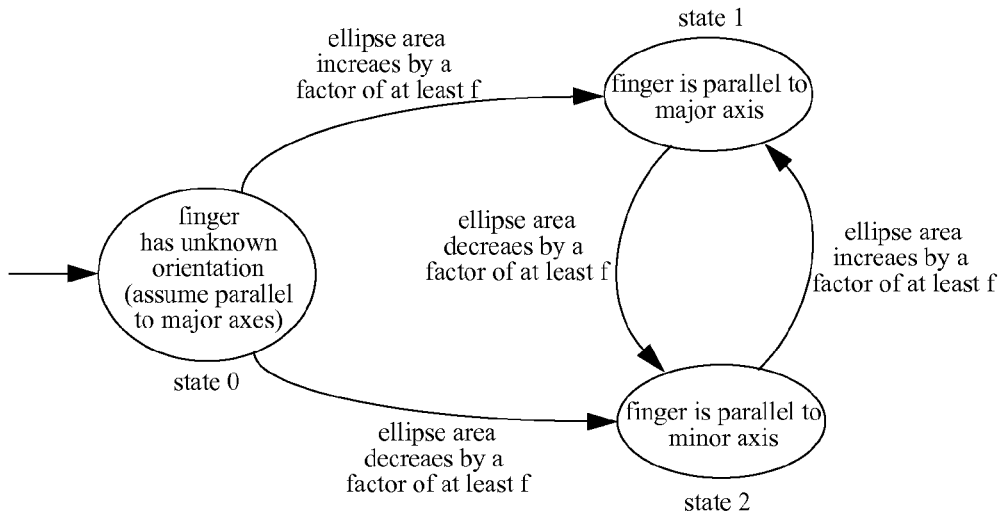 state 1
ellipse area
increaes by a
factor of at least f
finger is parallel to
major axis
finger
has unknown
orientation
(assume parallel
to major axes)
state 0
ellipse area
decreaes by a
factor of at least f
ellipse area
increaes by a
factor of at least f
ellipse area
decreaes by a
factor of at least f
finger is parallel to
minor axis
state 2